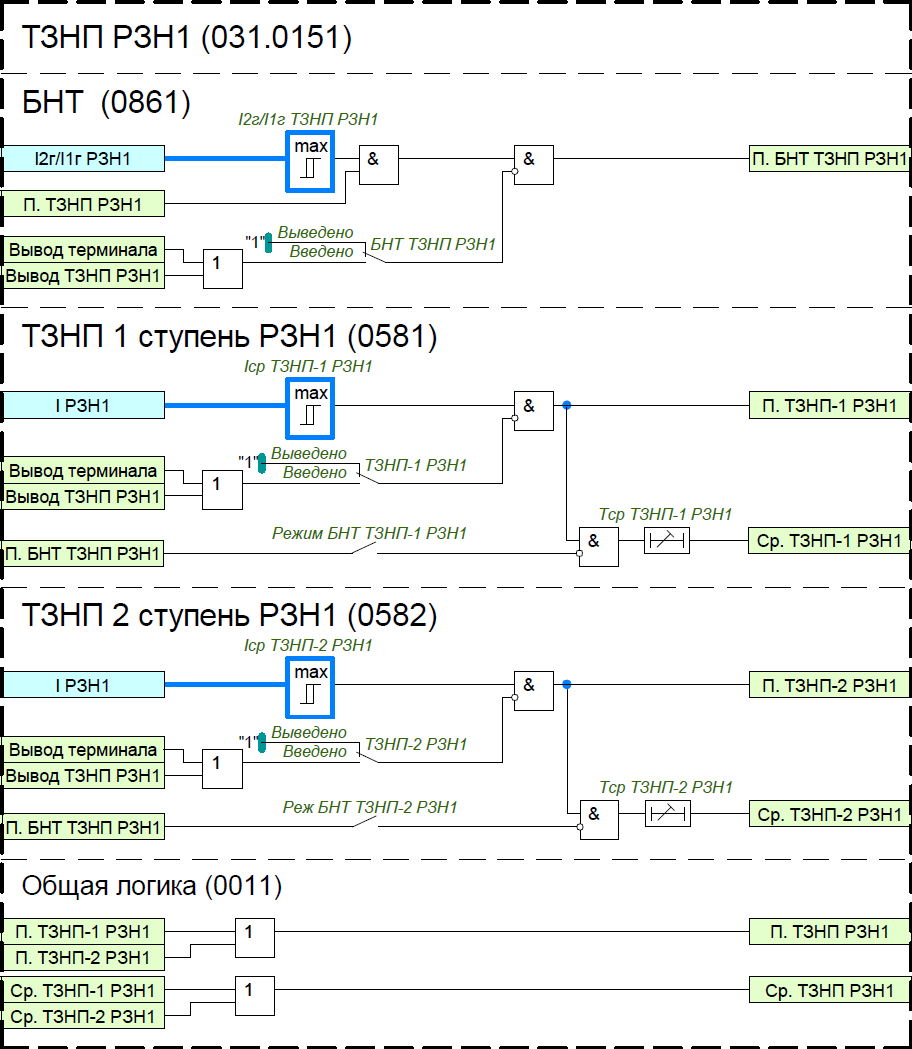 ТЗНП РЗН1 (031.0151)
БНТ (0861)
I2г/I1г ТЗНП РЗН1
I2г/I1г РЗН1
max
&
&
П. БНТ ТЗНП РЗН1
П. ТЗНП РЗН1
Вывод терминала
Вывод ТЗНП РЗН1
1
"1"
Выведено
Введено
БНТ ТЗНП РЗН1
ТЗНП 1 ступень РЗН1 (0581)
Iср ТЗНП-1 РЗН1
I РЗН1
max
&
П. ТЗНП-1 РЗН1
Вывод терминала
Вывод ТЗНП РЗН1
1
"1"
Выведено
Введено
ТЗНП-1 РЗН1
Режим БНТ ТЗНП-1 РЗН1
П. БНТ ТЗНП РЗН1
&
Tср ТЗНП-1 РЗН1
Ср. ТЗНП-1 РЗН1
ТЗНП 2 ступень РЗН1 (0582)
Iср ТЗНП-2 РЗН1
I РЗН1
max
&
П. ТЗНП-2 РЗН1
Вывод терминала
Вывод ТЗНП РЗН1
1
"1"
Выведено
Введено
ТЗНП-2 РЗН1
Реж БНТ ТЗНП-2 РЗН1
П. БНТ ТЗНП РЗН1
&
Tср ТЗНП-2 РЗН1
Ср. ТЗНП-2 РЗН1
Общая логика (0011)
П. ТЗНП-1 РЗН1
П. ТЗНП-2 РЗН1
1
П. ТЗНП РЗН1
Ср. ТЗНП-1 РЗН1
Ср. ТЗНП-2 РЗН1
1
Ср. ТЗНП РЗН1